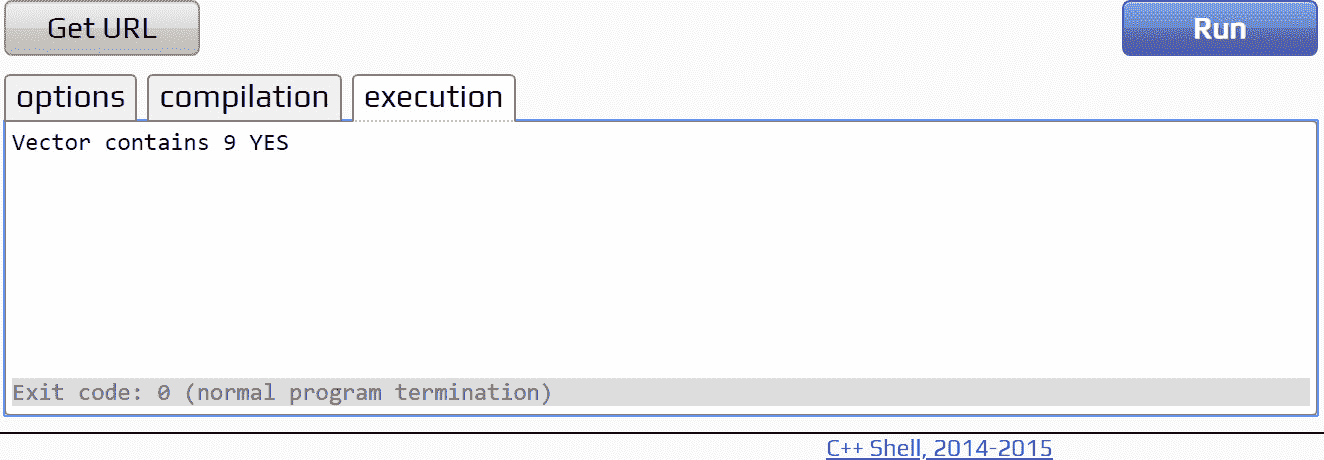 Get URL
Run
options
compilation
execution
Vector contains 9 YES
Exit code: 0 (normal program termination)
C++ Shell, 2014-2015